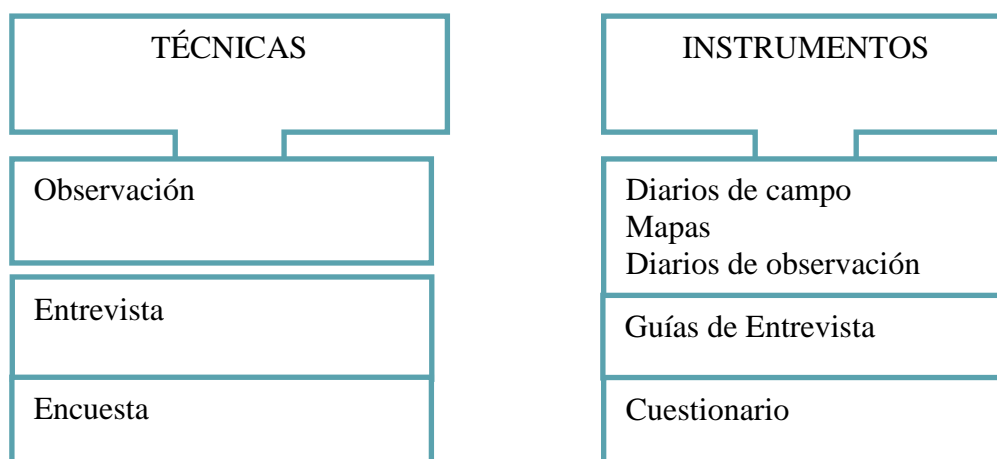 TÉCNICAS
Observación
Entrevista
Encuesta
INSTRUMENTOS
Diarios de campo
Mapas
Diarios de observación
Guías de Entrevista
Cuestionario